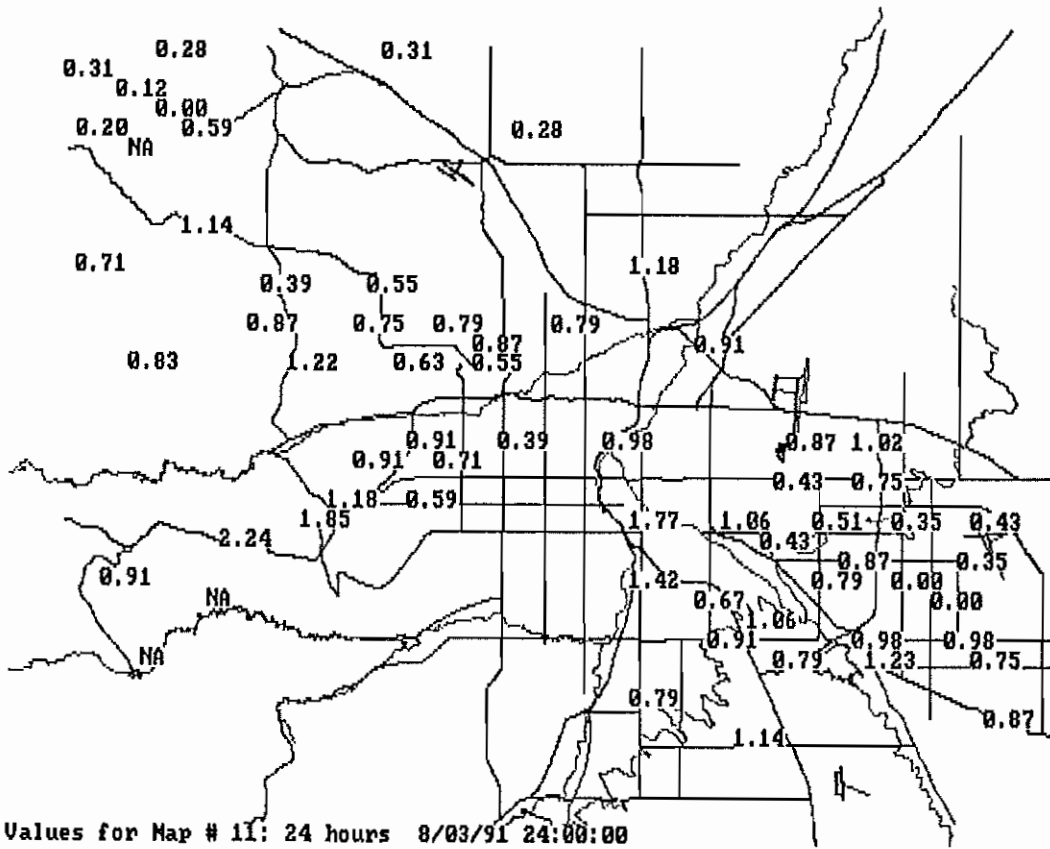 0.28 0.31
0.31
0.12
0.00
0.20 0.59 0.28
NA
1.14
0.71 1.18
0.39 0.55
0.87 0.75 0.79 0.79
0.87 0.91
0.83 1.22 0.63 0.55
0.91 0.39 0.98 0.87 1.02
0.91 0.71
0.43 0.75
1.18 0.59
1.85 1.77 1.06 0.51 0.35 0.43
2.24 0.43
0.87 0.35
0.91 1.42 0.79 0.00
NA 0.67 0.00
1.06
0.91 0.98 0.98
NA 0.79 1.23 0.75
0.79
0.87
1.14
Values for Map # 11: 24 hours 8/03/91 24:00:00